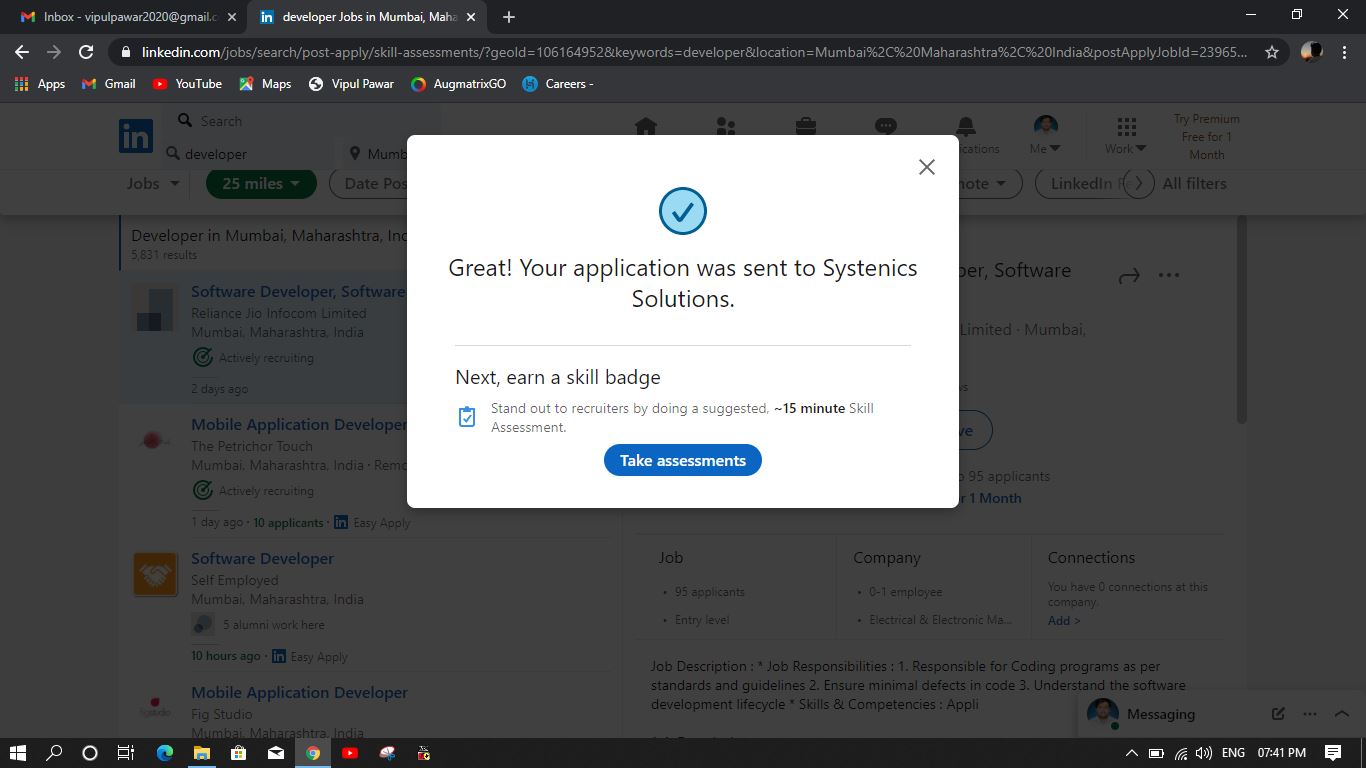 Inbox - vipulpawar2020@gmail.c
developer Jobs in Mumbai, Maha
linkedin.com/jobs/search/post-apply/skill-assessments/?geoId=106164952&keywords=developer&location=Mumbai%2C%20Maharashtra%2C%20India&postApplyJobId=23965...
Apps Gmail YouTube Maps Vipul Pawar AugmatrixGO Careers -
in Search
developer Mumb
ications Me Work
Try Premium
Free for 1
Month
Jobs 25 miles Date Pos note LinkedIn Fe All filters
Developer in Mumbai, Maharashtra, Inc
5,831 results
Software Developer, Software
Reliance Jio Infocom Limited
Mumbai, Maharashtra, India
Actively recruiting
2 days ago
Mobile Application Developer
The Petrichor Touch
Mumbai, Maharashtra, India · Remo
Actively recruiting
1 day ago · 10 applicants · in Easy Apply
Software Developer
Self Employed
Mumbai, Maharashtra, India
5 alumni work here
10 hours ago · in Easy Apply
Mobile Application Developer
Fig Studio
Mumbai, Maharashtra, India
figstudio
Great! Your application was sent to Systenics
Solutions.
Next, earn a skill badge
Stand out to recruiters by doing a suggested, ~15 minute Skill
Assessment.
Take assessments
per, Software
Limited · Mumbai,
ws
ve
o 95 applicants
r 1 Month
Job
• 95 applicants
• Entry level
Company
• 0-1 employee
• Electrical & Electronic Ma...
Connections
You have 0 connections at this
company.
Add >
Job Description : * Job Responsibilities : 1. Responsible for Coding programs as per
standards and guidelines 2. Ensure minimal defects in code 3. Understand the software
development lifecycle * Skills & Competencies : Appli
Messaging
ENG 07:41 PM